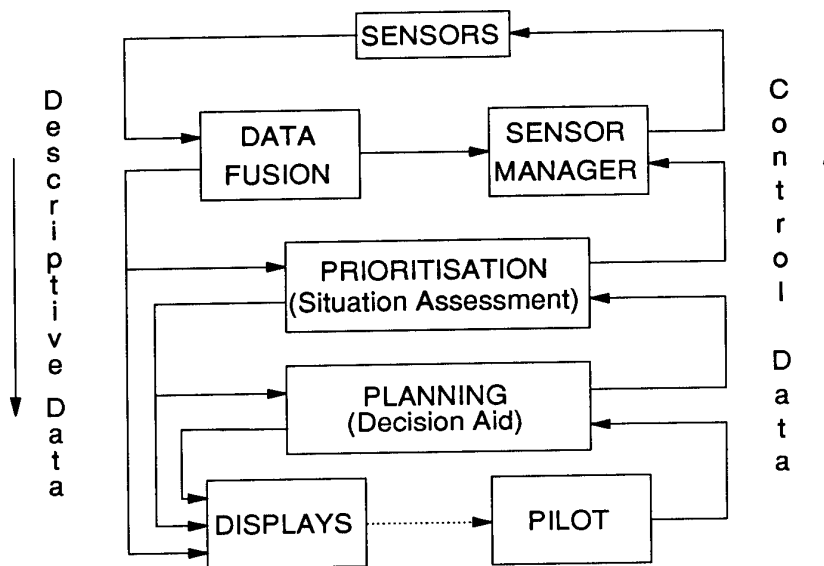 SENSORS
DATA
FUSION
SENSOR
MANAGER
PRIORITISATION
(Situation Assessment)
PLANNING
(Decision Aid)
DISPLAYS
PILOT
Descriptive Data
Control Data